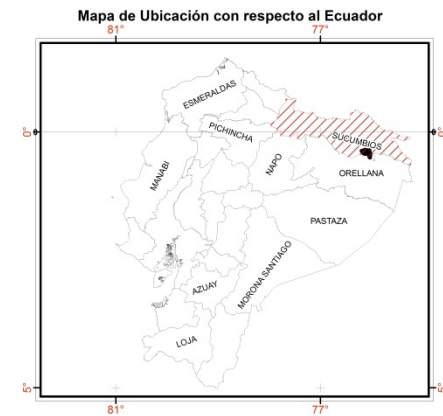 Mapa de Ubicación con respecto al Ecuador
81° 77°
ESMERALDAS
PICHINCHA
SUCUMBIOS
0° 0°
NAPO
ORELLANA
MANABI
PASTAZA
MORONA SANTIAGO
AZUAY
LOJA
5° 5°
81° 77°